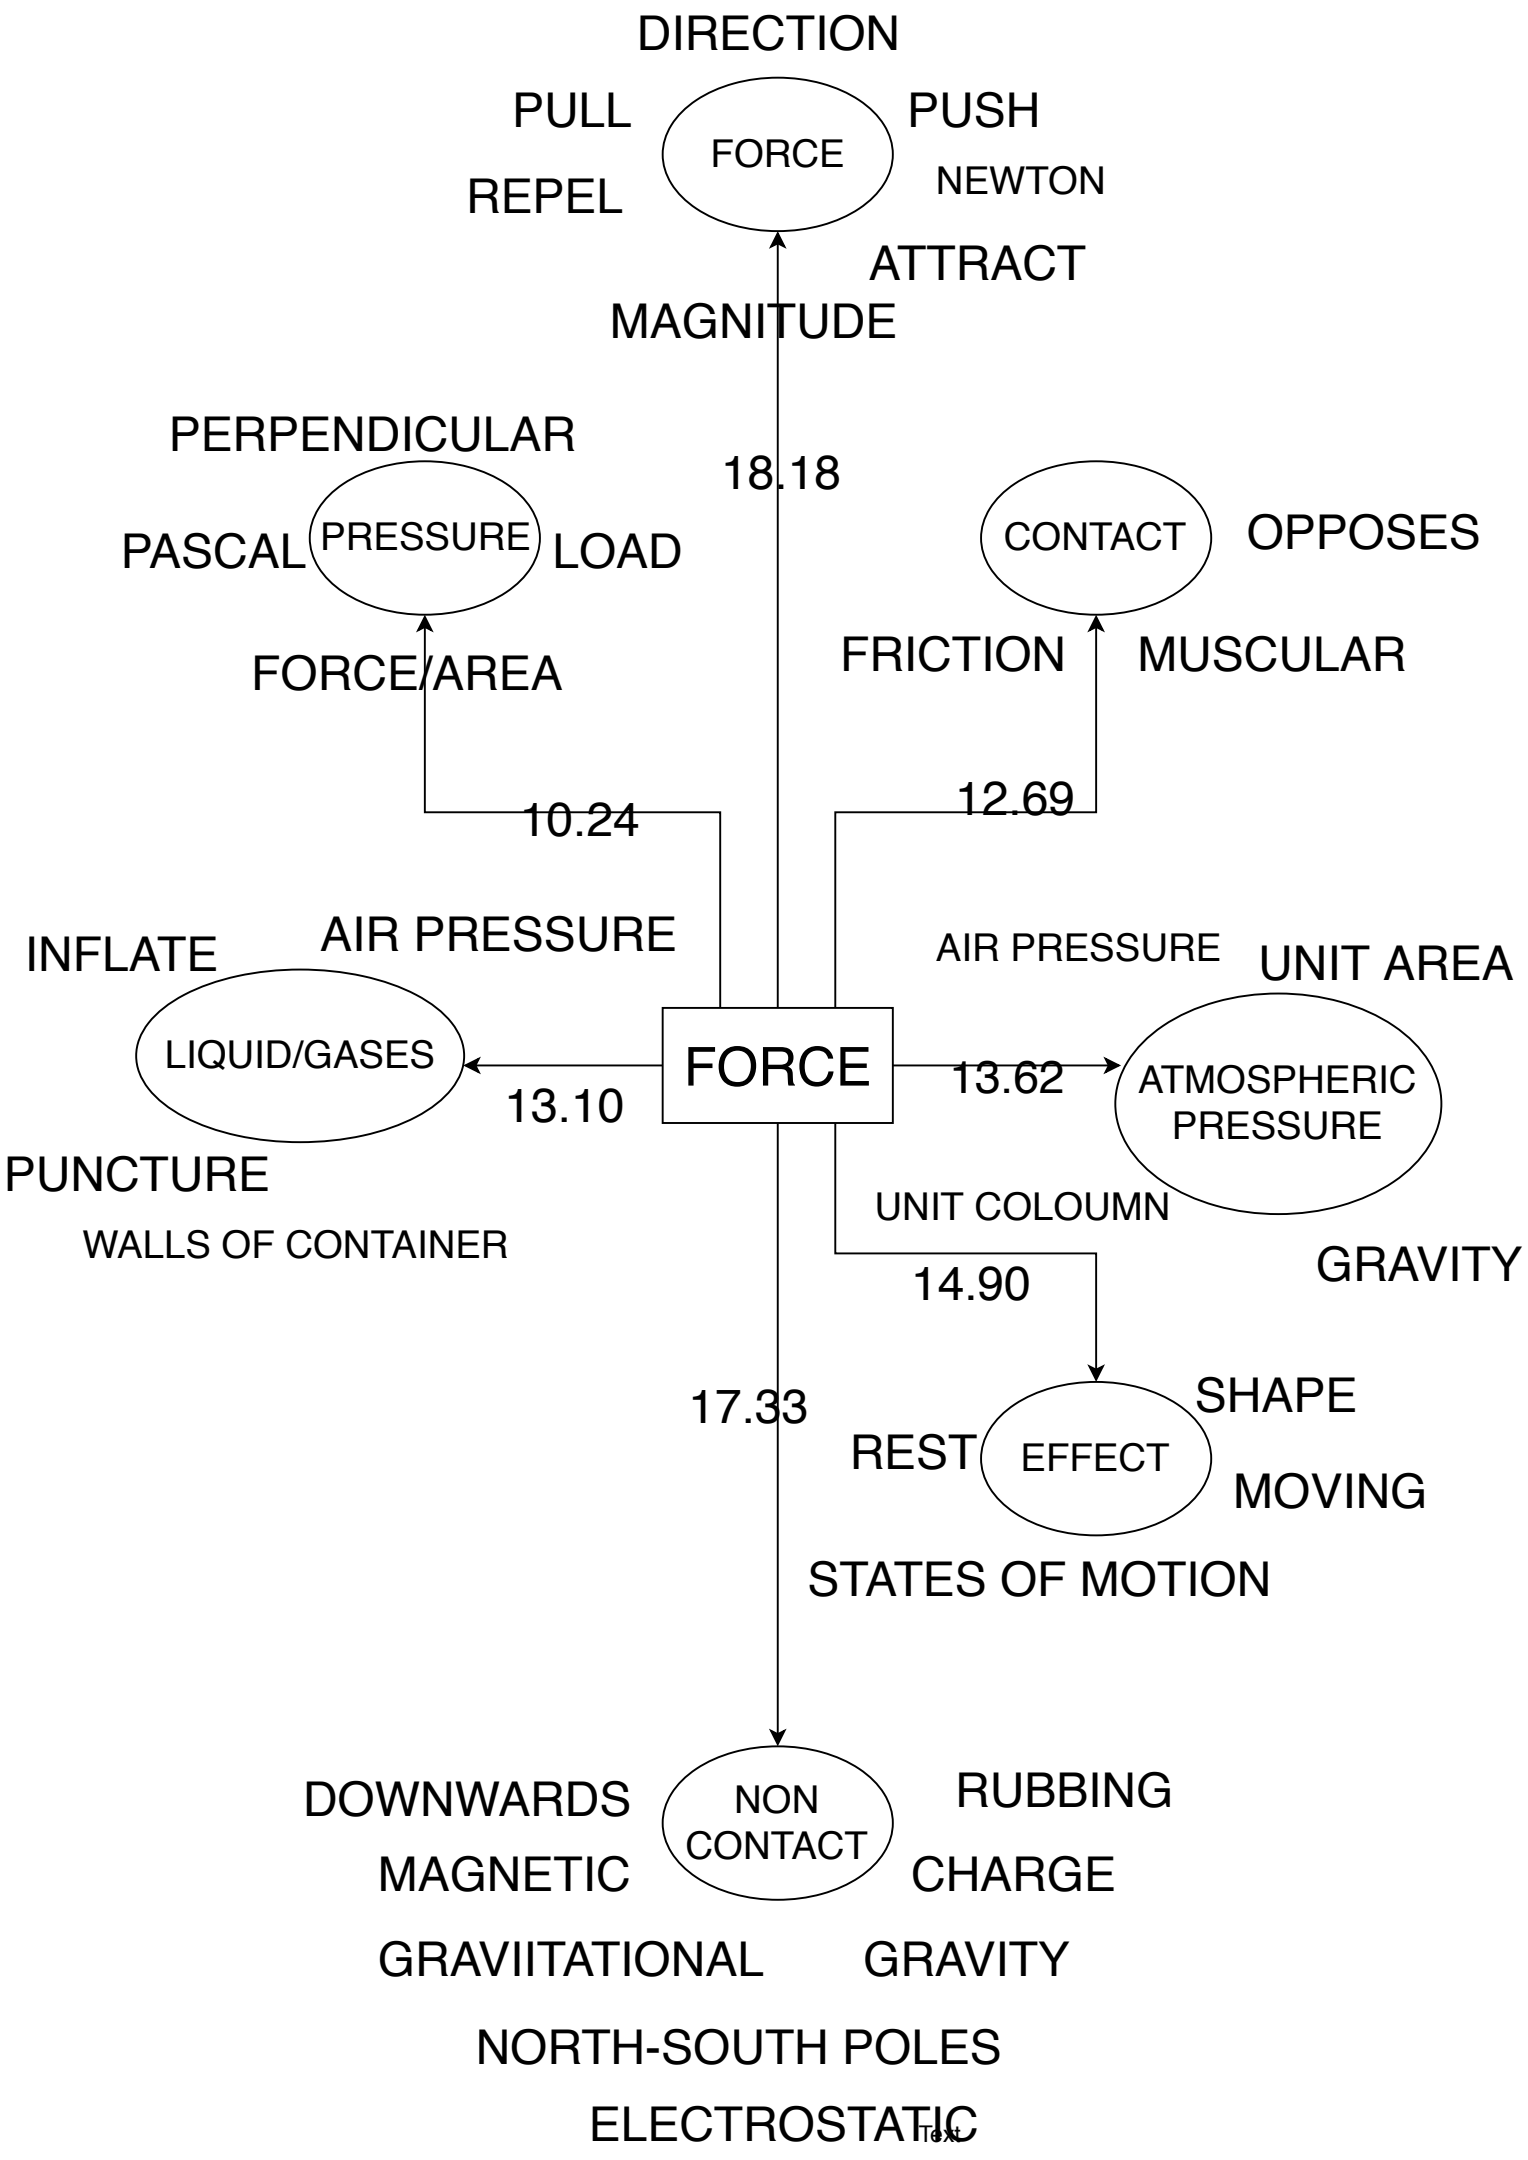 DIRECTION
PULL
PUSH
FORCE
NEWTON
REPEL
ATTRACT
MAGNITUDE
PERPENDICULAR
18.18
PRESSURE
PASCAL
LOAD
CONTACT
OPPOSES
FORCE/AREA
FRICTION
MUSCULAR
10.24
12.69
INFLATE
AIR PRESSURE
AIR PRESSURE
UNIT AREA
LIQUID/GASES
FORCE
13.10
13.62
ATMOSPHERIC
PRESSURE
PUNCTURE
WALLS OF CONTAINER
UNIT COLOUMN
GRAVITY
14.90
17.33
SHAPE
REST
EFFECT
MOVING
STATES OF MOTION
DOWNWARDS
NON
CONTACT
RUBBING
MAGNETIC
CHARGE
GRAVIITATIONAL
GRAVITY
NORTH-SOUTH POLES
ELECTROSTATIC
Text